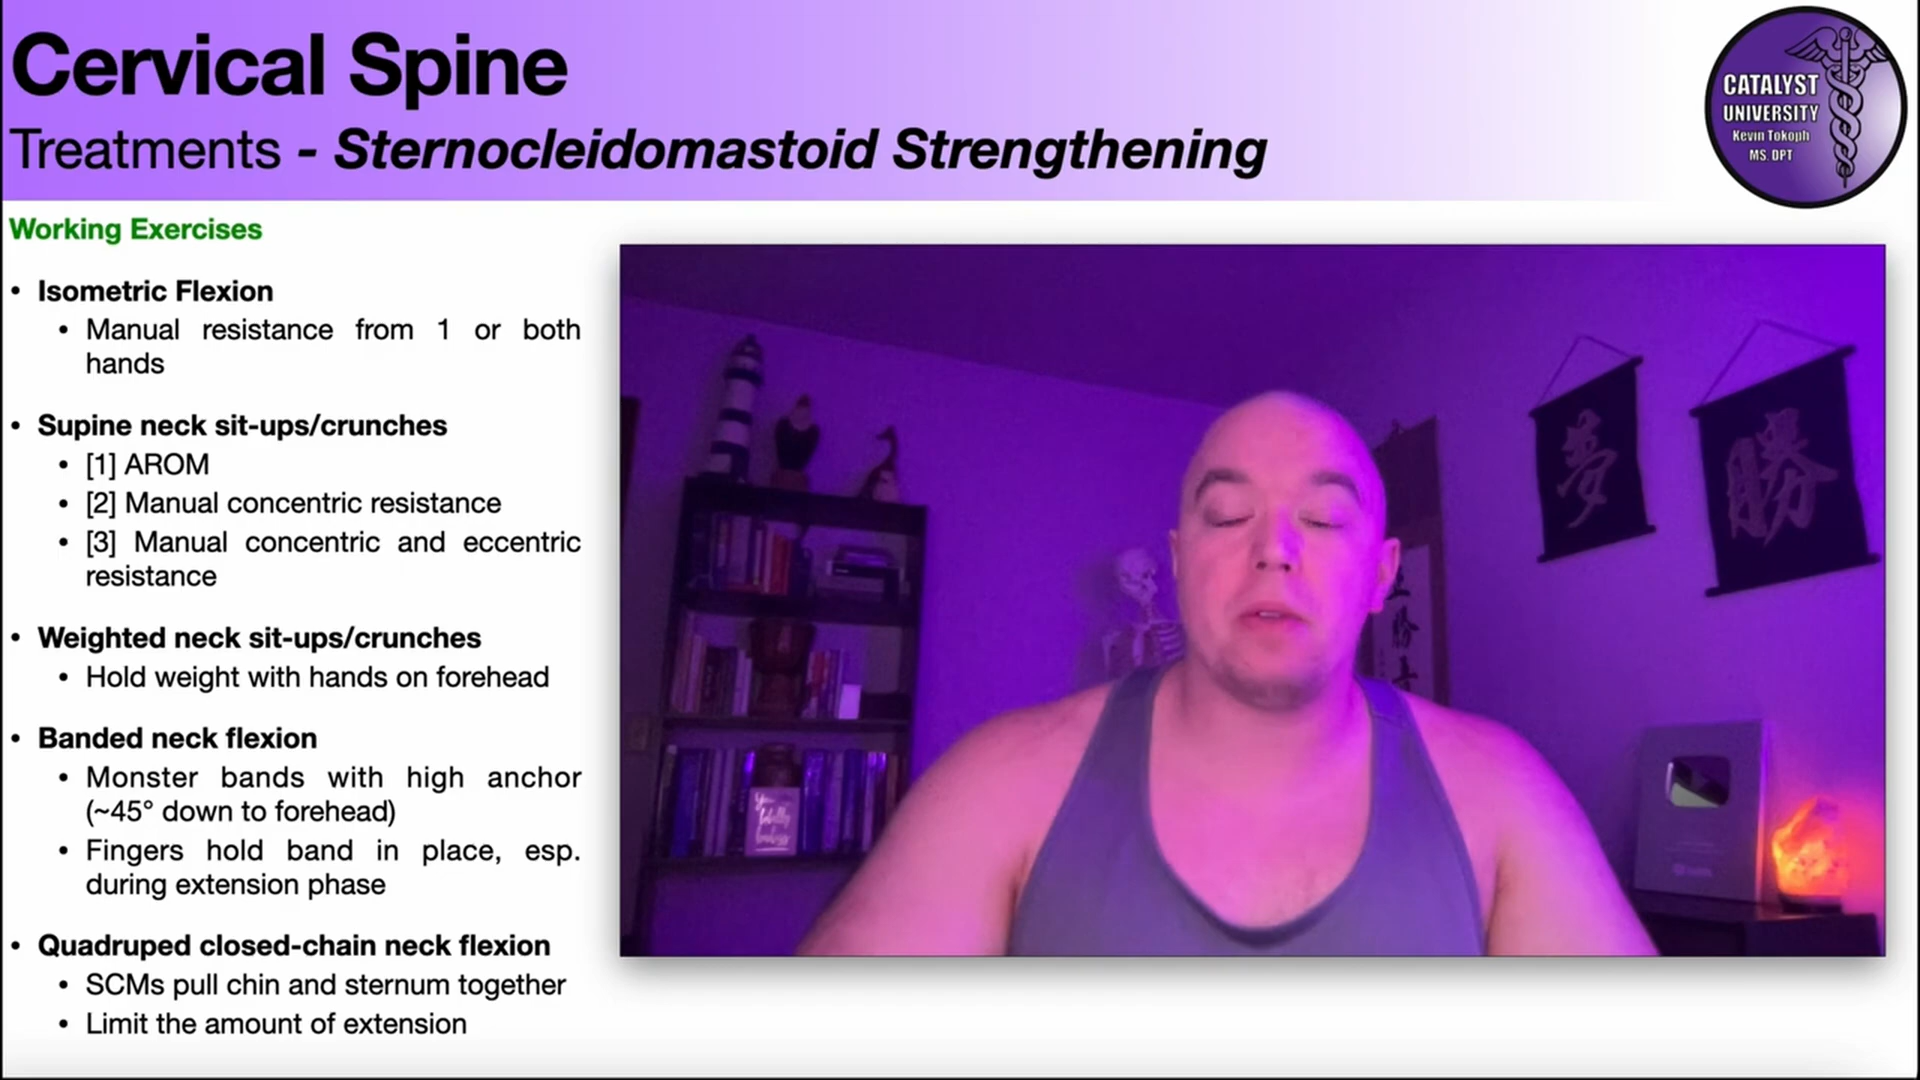 Cervical Spine
Treatments - Sternocleidomastoid Strengthening
CATALYST
UNIVERSITY
Kevin Tokoph
MS, DPT
Working Exercises
• Isometric Flexion
• Manual resistance from 1 or both
hands
• Supine neck sit-ups/crunches
• [1] AROM
• [2] Manual concentric resistance
• [3] Manual concentric and eccentric
resistance
• Weighted neck sit-ups/crunches
• Hold weight with hands on forehead
• Banded neck flexion
• Monster bands with high anchor
(~45° down to forehead)
• Fingers hold band in place, esp.
during extension phase
• Quadruped closed-chain neck flexion
• SCMs pull chin and sternum together
• Limit the amount of extension
夢
勝